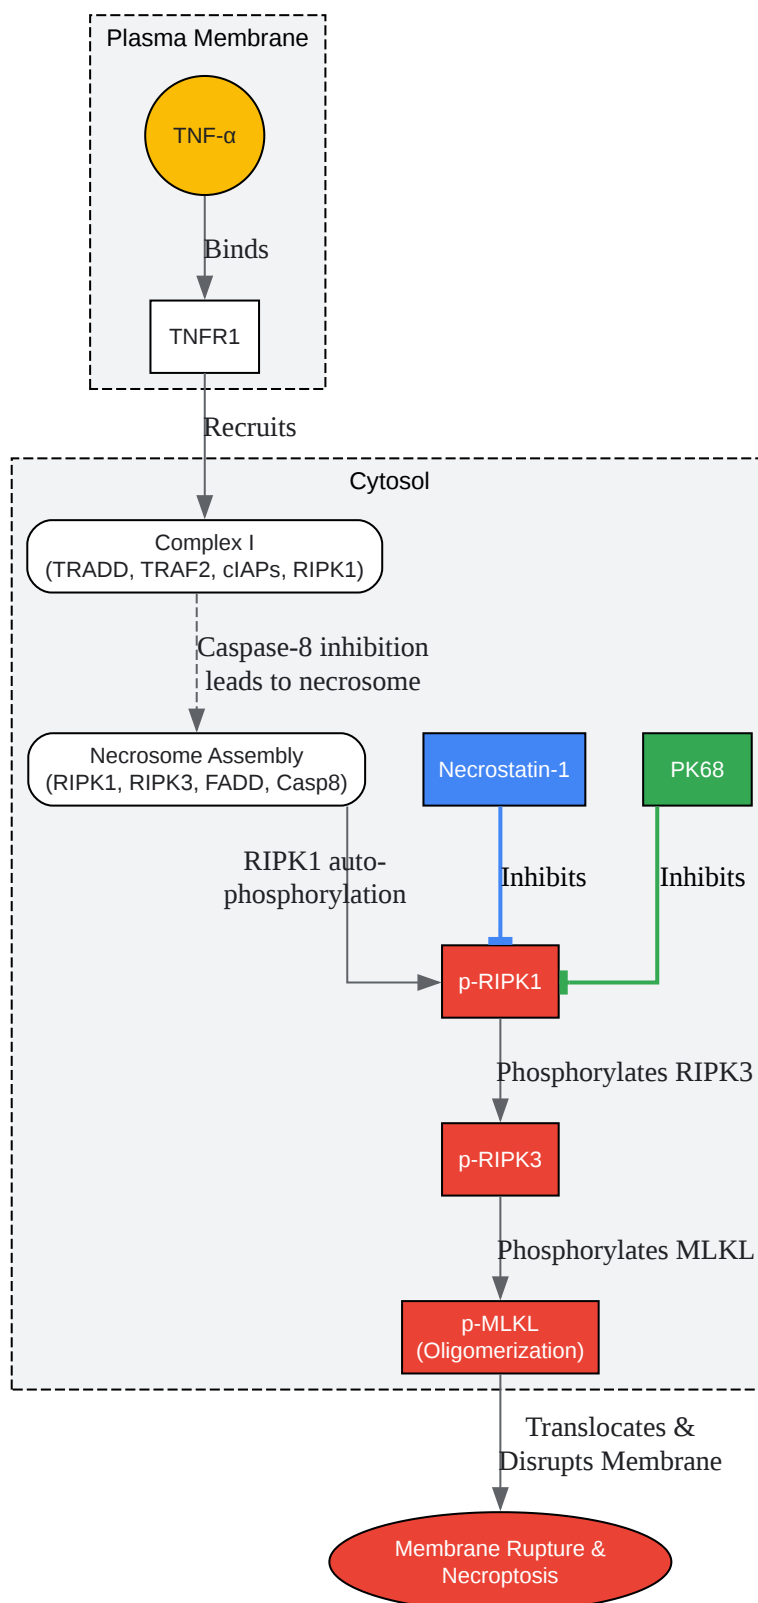 Plasma Membrane
TNF-α
Binds
TNFR1
Recruits
Cytosol
Complex I
(TRADD, TRAF2, cIAPs, RIPK1)
Caspase-8 inhibition
leads to necrosome
Necrosome Assembly
(RIPK1, RIPK3, FADD, Casp8)
Necrostatin-1
PK68
RIPK1 auto-
phosphorylation
Inhibits
Inhibits
p-RIPK1
Phosphorylates RIPK3
p-RIPK3
Phosphorylates MLKL
p-MLKL
(Oligomerization)
Translocates &
Disrupts Membrane
Membrane Rupture &
Necroptosis